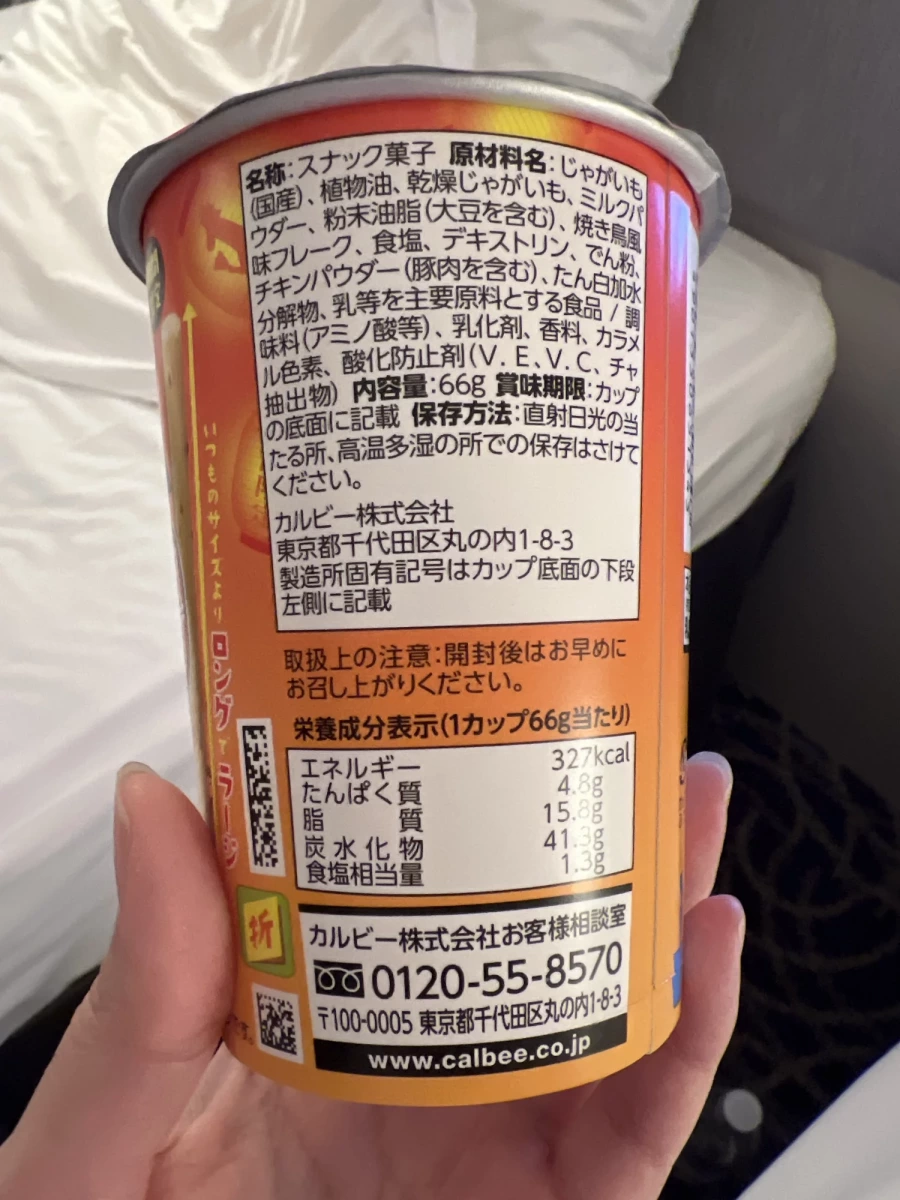 名称:スナック菓子 原材料名:じゃがいも
(国産)、植物油、乾燥じゃがいも、ミルクパ
ウダー、粉末油脂(大豆を含む)、焼き鳥風
味フレーク、食塩、デキストリン、でん粉、
チキンパウダー(豚肉を含む)、たん白加水
分解物、乳等を主要原料とする食品 / 調
味料(アミノ酸等)、乳化剤、香料、カラメ
ル色素、酸化防止剤(V.E、V.C、チャ
抽出物) 内容量:66g 賞味期限:カップ
の底面に記載 保存方法:直射日光の当
たる所、高温多湿の所での保存はさけて
ください。
カルビー株式会社
東京都千代田区丸の内1-8-3
製造所固有記号はカップ底面の下段
左側に記載
取扱上の注意:開封後はお早めに
お召し上がりください。
栄養成分表示(1カップ66g当たり)
エネルギー 327kcal
たんぱく質 4.8g
脂質 15.8g
炭水化物 41.3g
食塩相当量 1.3g
カルビー株式会社お客様相談室
0120-55-8570
〒100-0005 東京都千代田区丸の内1-8-3
www.calbee.co.jp
いつものサイズより
ロングでラージ
折